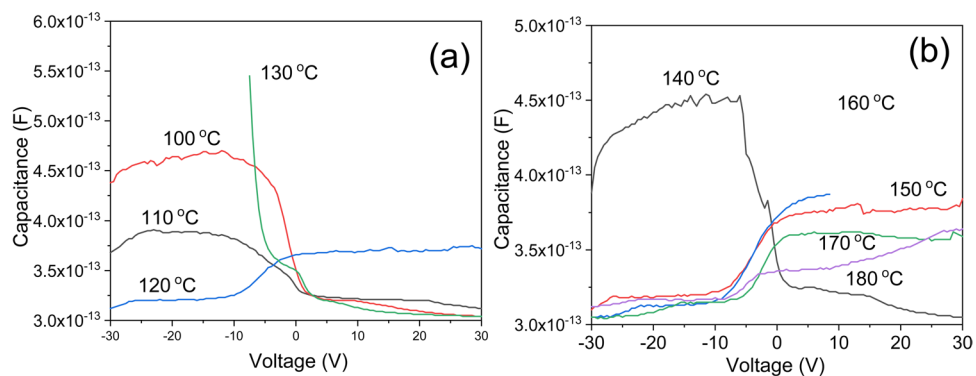 (a)
6.0x10⁻¹³
5.5x10⁻¹³
5.0x10⁻¹³
4.5x10⁻¹³
4.0x10⁻¹³
3.5x10⁻¹³
3.0x10⁻¹³
Capacitance (F)
130 °C
100 °C
110 °C
120 °C
-30 -20 -10 0 10 20 30
Voltage (V)
(b)
5.0x10⁻¹³
4.5x10⁻¹³
4.0x10⁻¹³
3.5x10⁻¹³
3.0x10⁻¹³
Capacitance (F)
140 °C
160 °C
150 °C
170 °C
180 °C
-30 -20 -10 0 10 20 30
Voltage (V)